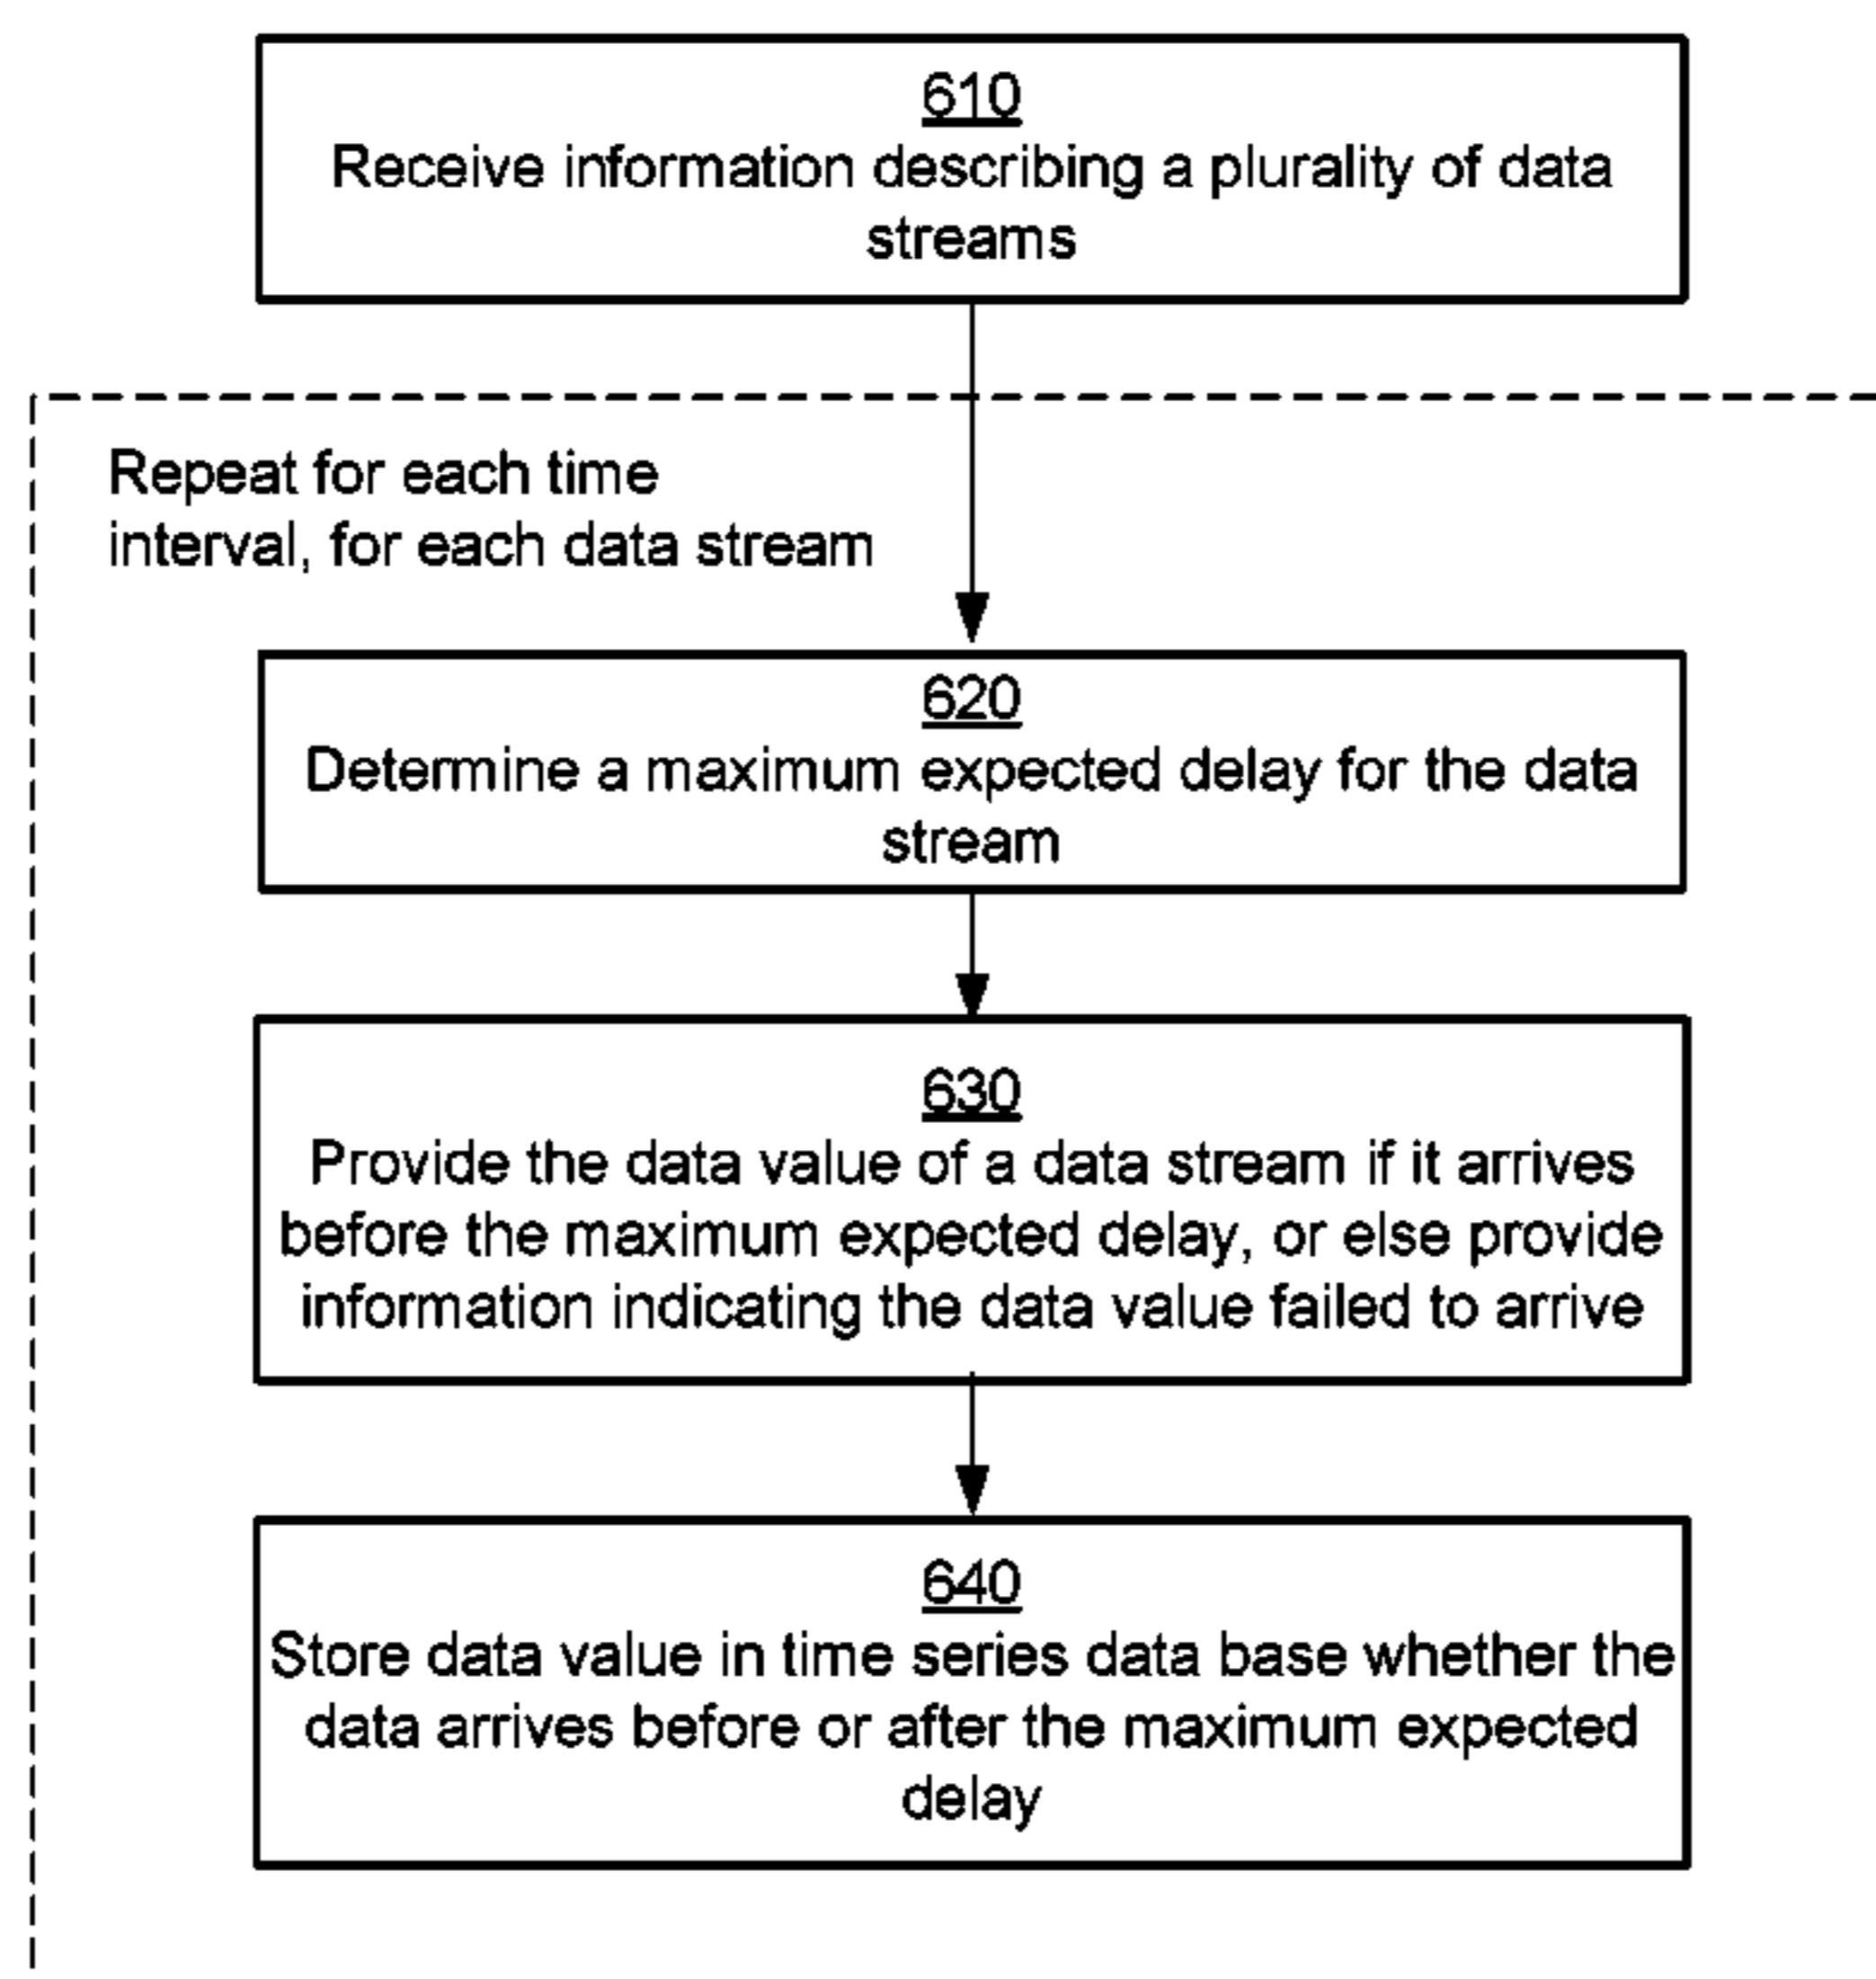 610
Receive information describing a plurality of data
streams
Repeat for each time
interval, for each data stream
620
Determine a maximum expected delay for the data
stream
630
Provide the data value of a data stream if it arrives
before the maximum expected delay, or else provide
information indicating the data value failed to arrive
640
Store data value in time series data base whether the
data arrives before or after the maximum expected
delay